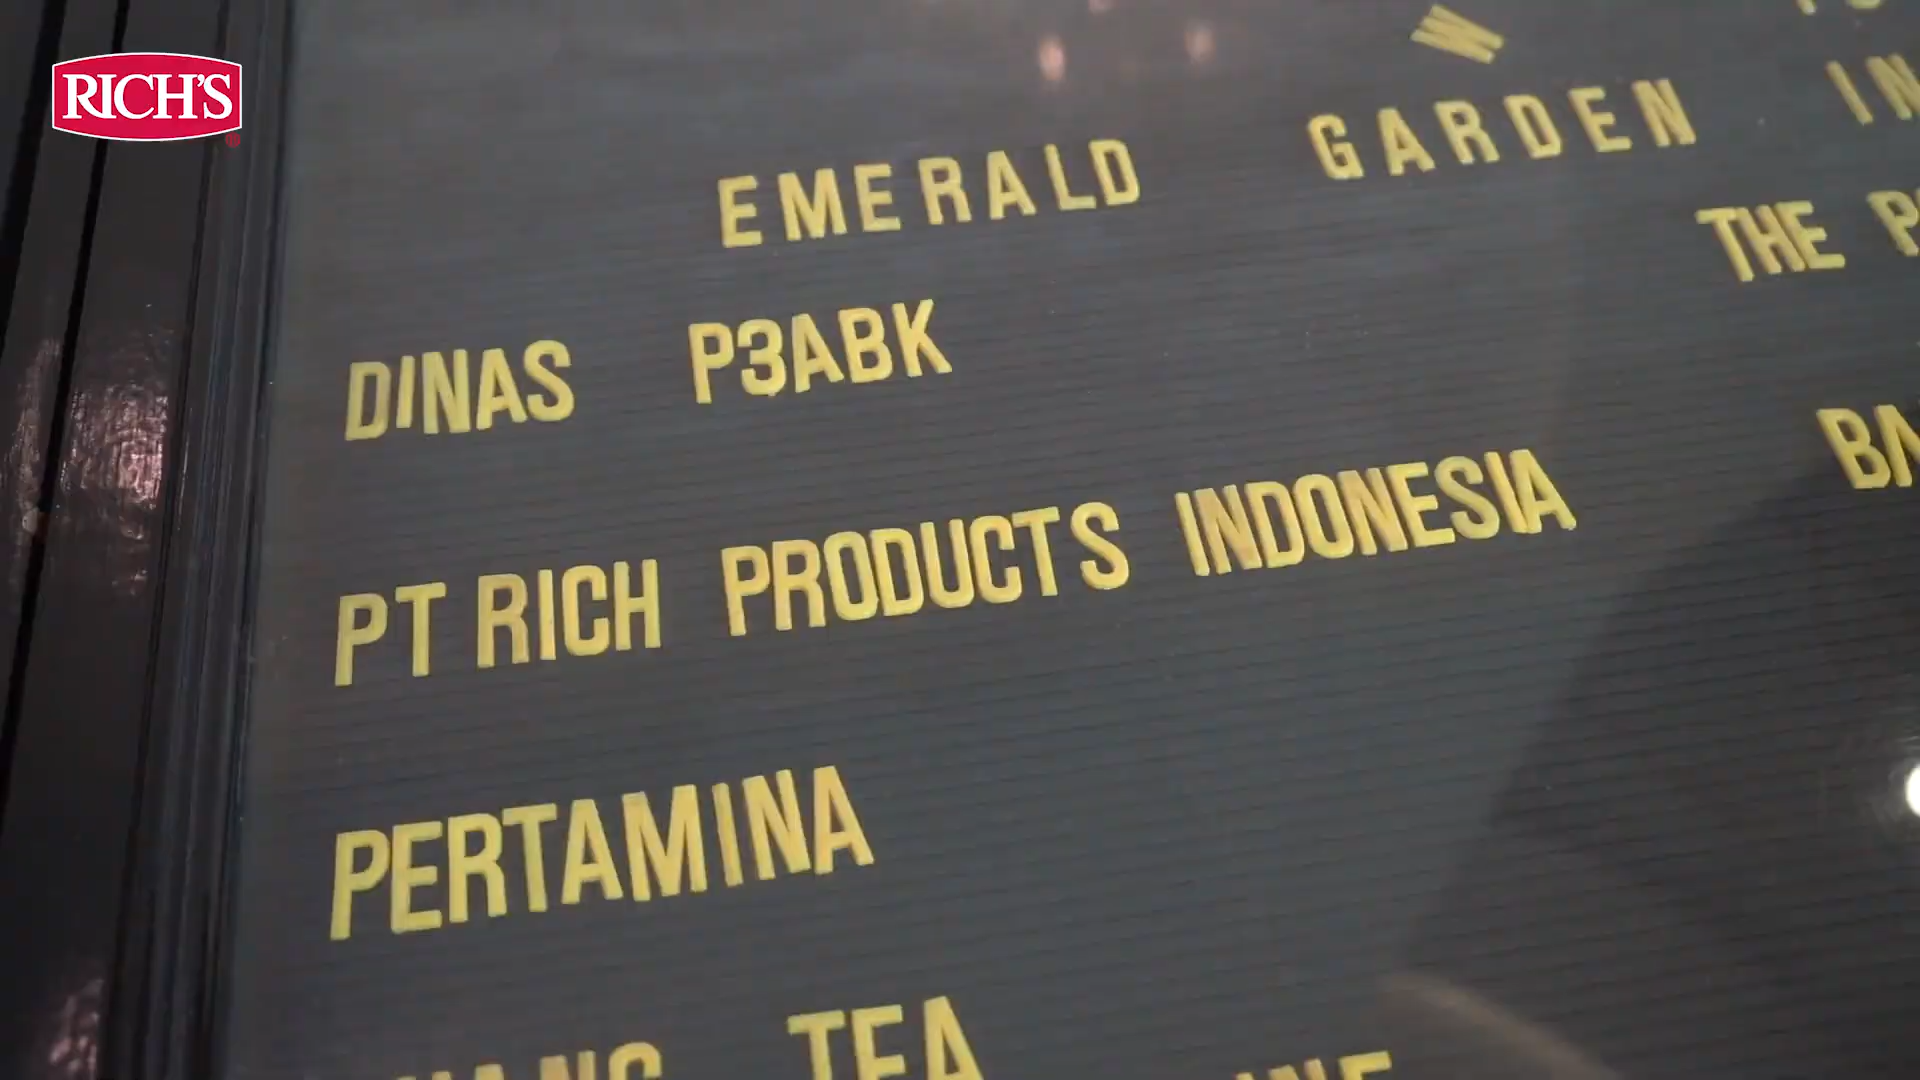 RICH'S
W
EMERALD GARDEN
THE
DINAS P3ABK
PT RICH PRODUCTS INDONESIA
PERTAMINA
TEA